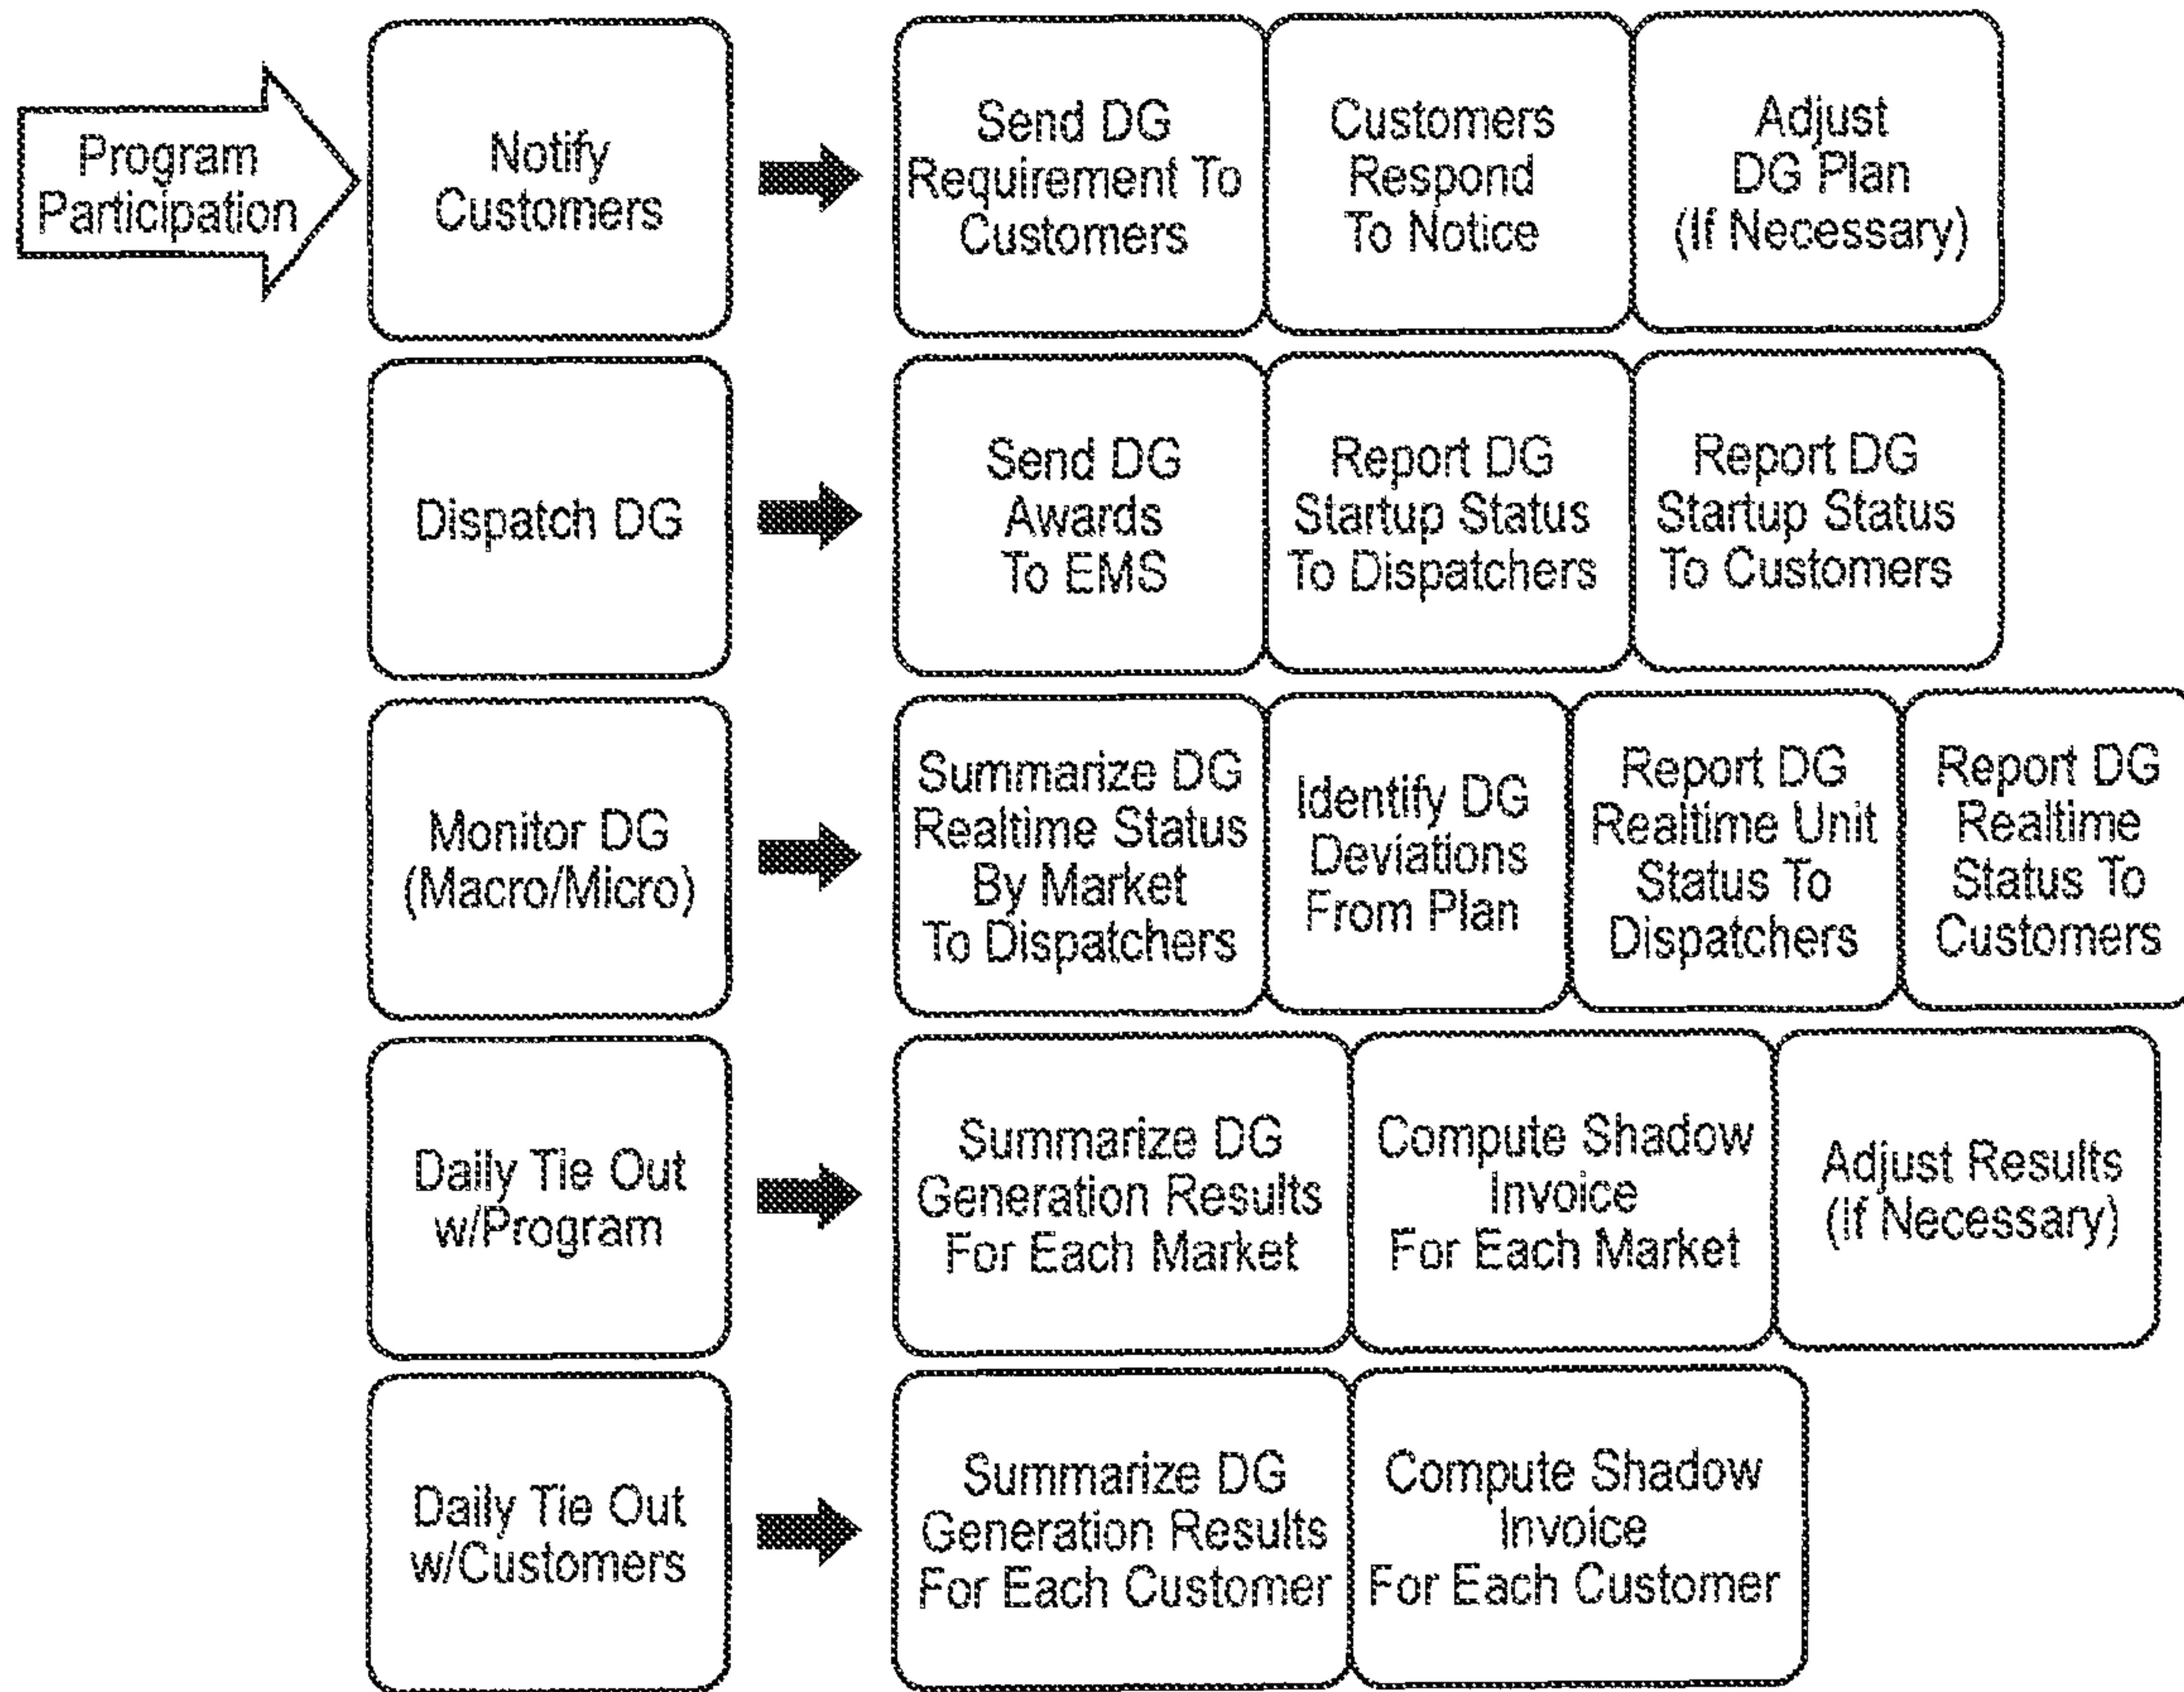 Program
Participation
Notify
Customers
Send DG
Requirement To
Customers
Customers
Respond
To Notice
Adjust
DG Plan
(If Necessary)
Dispatch DG
Send DG
Awards
To EMS
Report DG
Startup Status
To Dispatchers
Report DG
Startup Status
To Customers
Monitor DG
(Macro/Micro)
Summarize DG
Realtime Status
By Market
To Dispatchers
Identify DG
Deviations
From Plan
Report DG
Realtime Unit
Status To
Dispatchers
Report DG
Realtime
Status To
Customers
Daily Tie Out
w/Program
Summarize DG
Generation Results
For Each Market
Compute Shadow
Invoice
For Each Market
Adjust Results
(If Necessary)
Daily Tie Out
w/Customers
Summarize DG
Generation Results
For Each Customer
Compute Shadow
Invoice
For Each Customer